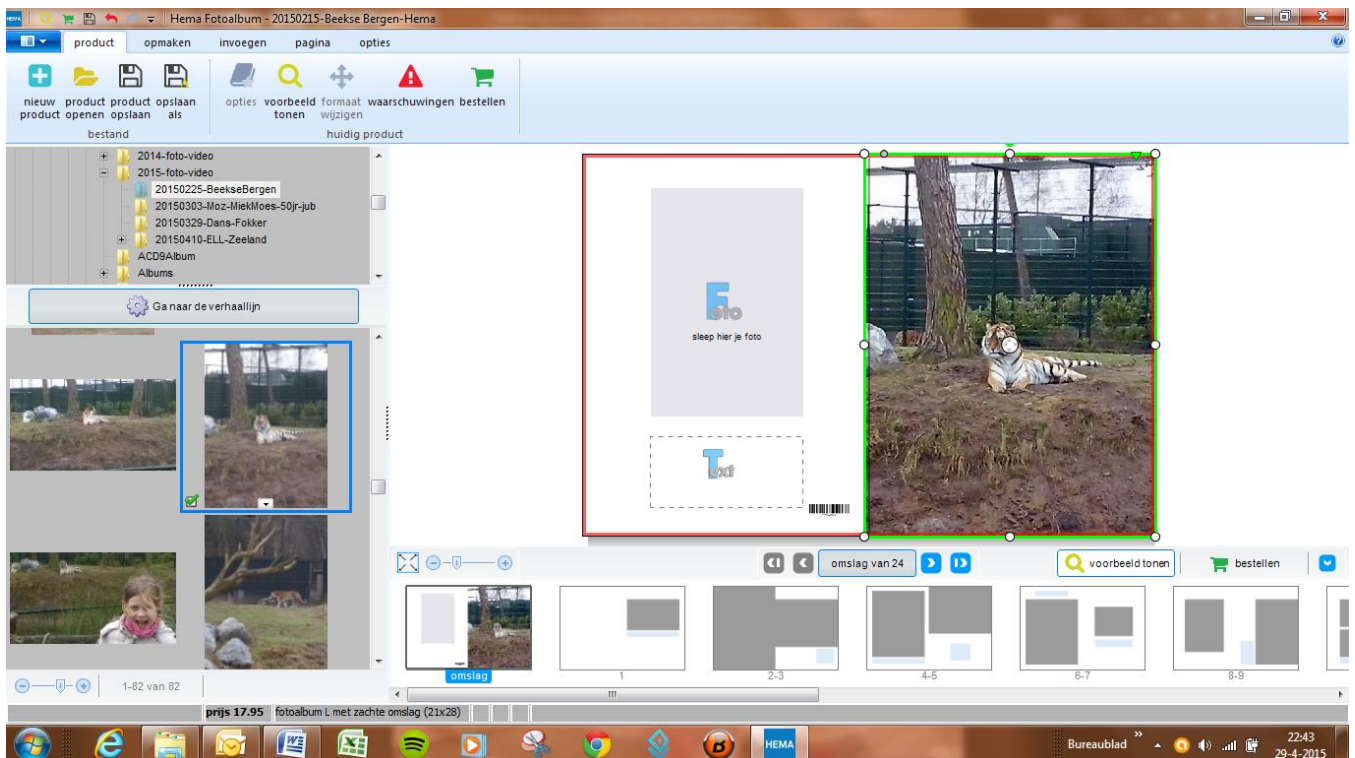 HEMA
Hema Fotoalbum - 20150215-Beekse Bergen-Hema
product opmaken invoegen pagina opties
nieuw product
product openen
product opslaan
opslaan als
opties
voorbeeld tonen
formaat wijzigen
waarschuwingen
bestellen
bestand
huidig product
2014-foto-video
2015-foto-video
20150225-BeekseBergen
20150303-Moz-MiekMoes-50jr-jub
20150329-Dans-Fokker
20150410-ELL-Zeeland
ACD9Album
Albums
Ga naar de verhaallijn
Foto
sleep hier je foto
Text
omslag van 24
voorbeeld tonen
bestellen
omslag
1
2-3
4-5
6-7
8-9
1-82 van 82
prijs 17.95 fotoalbum L met zachte omslag (21x28)
HEMA
Bureaublad
22:43
29-4-2015